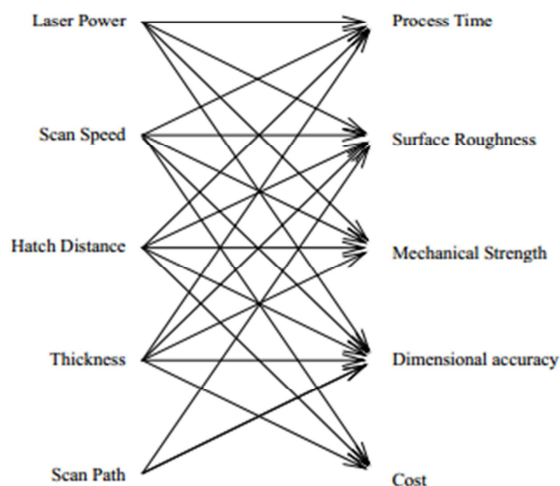 Laser Power
Process Time
Scan Speed
Surface Roughness
Hatch Distance
Mechanical Strength
Thickness
Dimensional accuracy
Scan Path
Cost